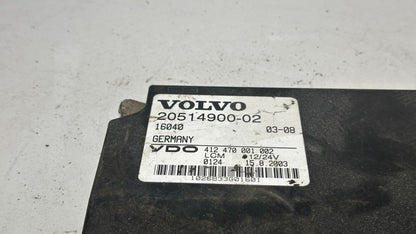 VOLVO
20514900-02
16040 03-08
GERMANY
VDO 412 470 001 002
LCM 12/24V
0124 15.8.2003
1026833G01601